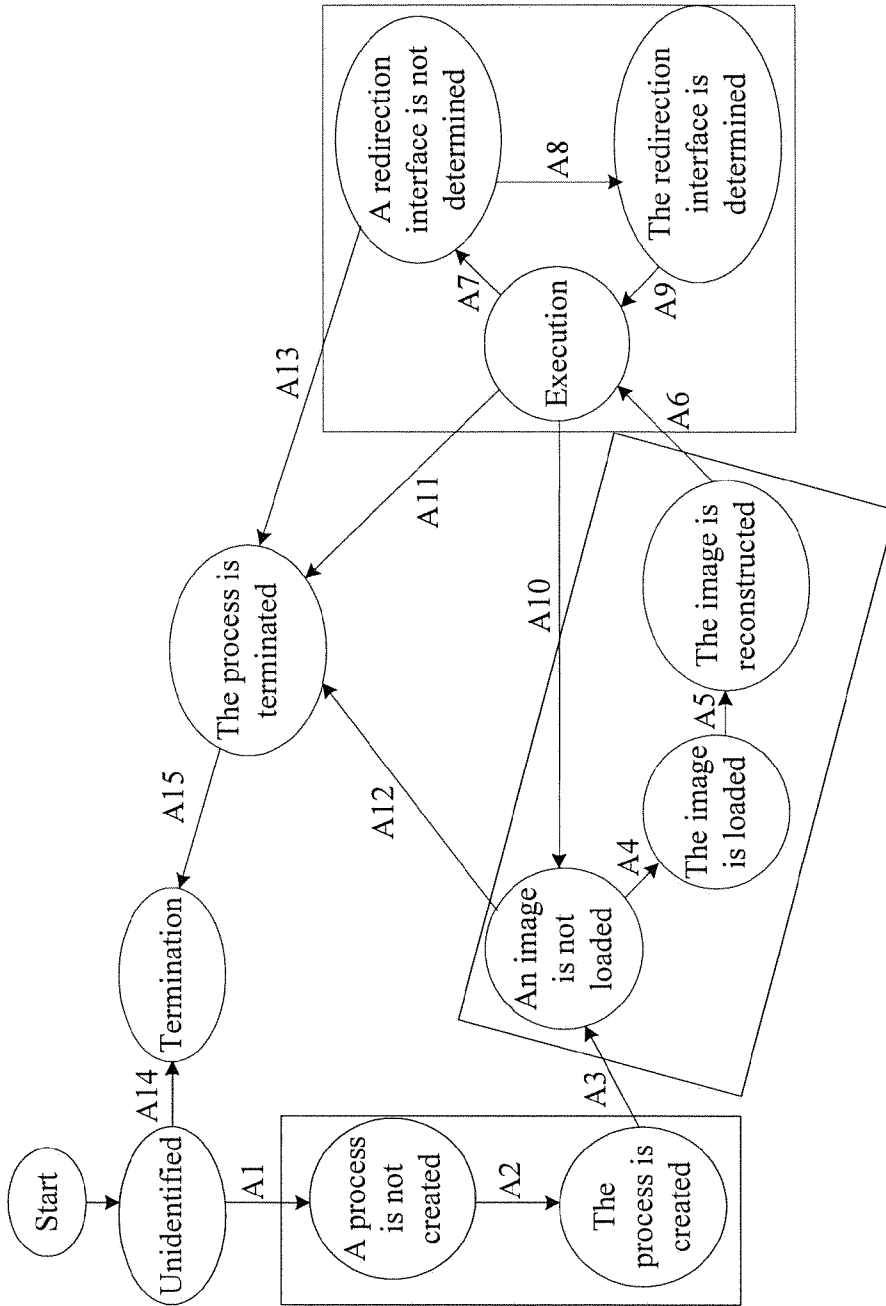 Start
Unidentified
A14
Termination
A15
The process is
terminated
A1
A process
is not
created
A2
The
process is
created
A3
An image
is not
loaded
A4
The image
is loaded
A5
The image is
reconstructed
A6
Execution
A7
A redirection
interface is not
determined
A8
The redirection
interface is
determined
A9
A10
A11
A12
A13